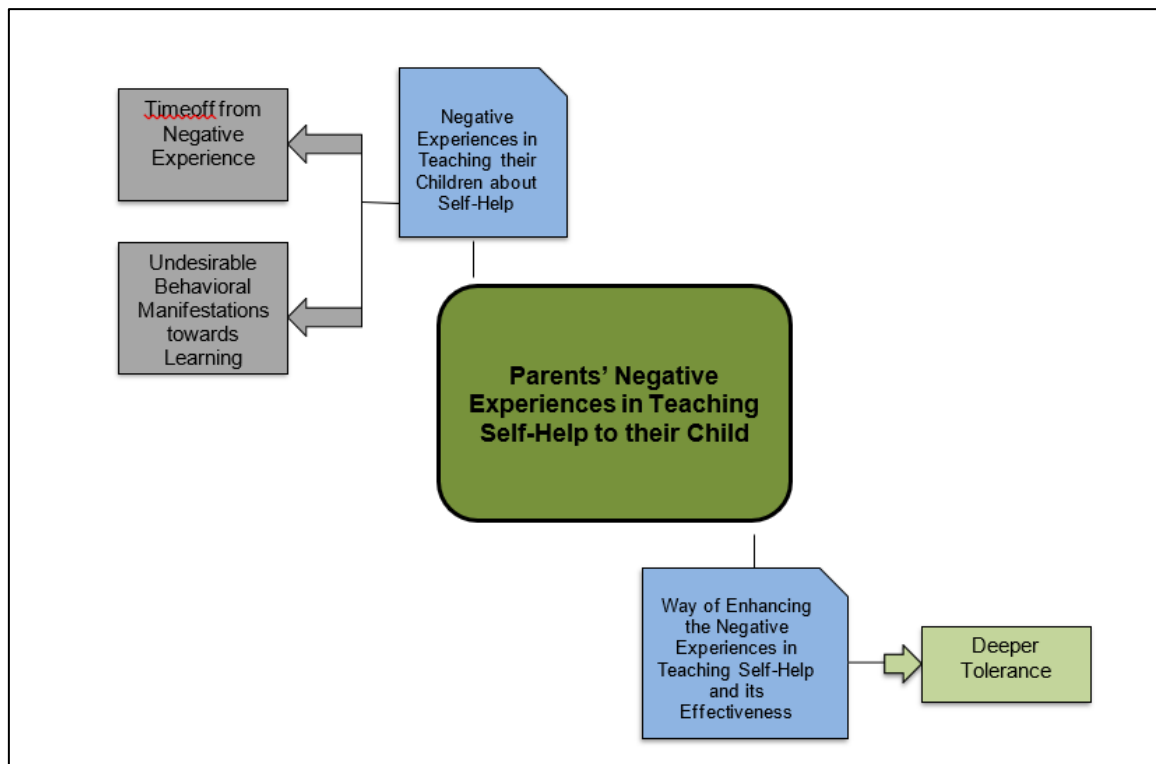 Timeoff from
Negative
Experience
Negative
Experiences in
Teaching their
Children about
Self-Help
Undesirable
Behavioral
Manifestations
towards
Learning
Parents’ Negative
Experiences in Teaching
Self-Help to their Child
Way of Enhancing
the Negative
Experiences in
Teaching Self-Help
and its
Effectiveness
Deeper
Tolerance